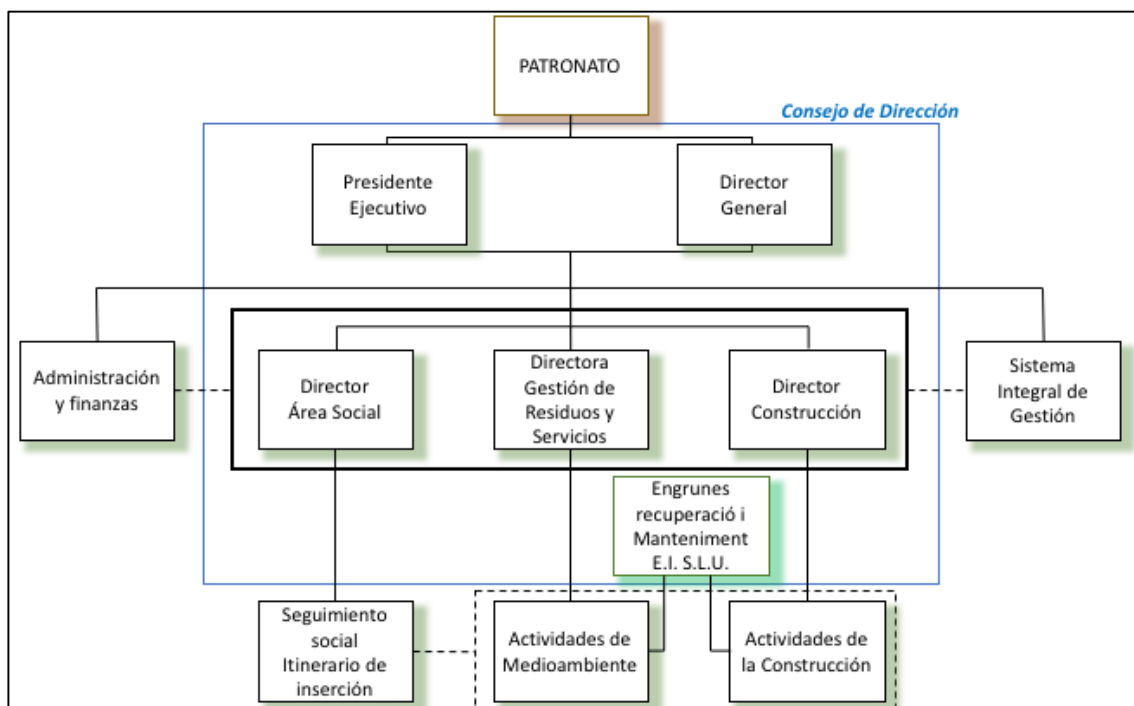 PATRONATO
Consejo de Dirección
Presidente
Ejecutivo
Director
General
Administración
y finanzas
Director
Área Social
Directora
Gestión de
Residuos y
Servicios
Director
Construcción
Sistema
Integral de
Gestión
Engrunes
recuperació i
Manteniment
E.I. S.L.U.
Seguimiento
social
Itinerario de
inserción
Actividades de
Medioambiente
Actividades de
la Construcción